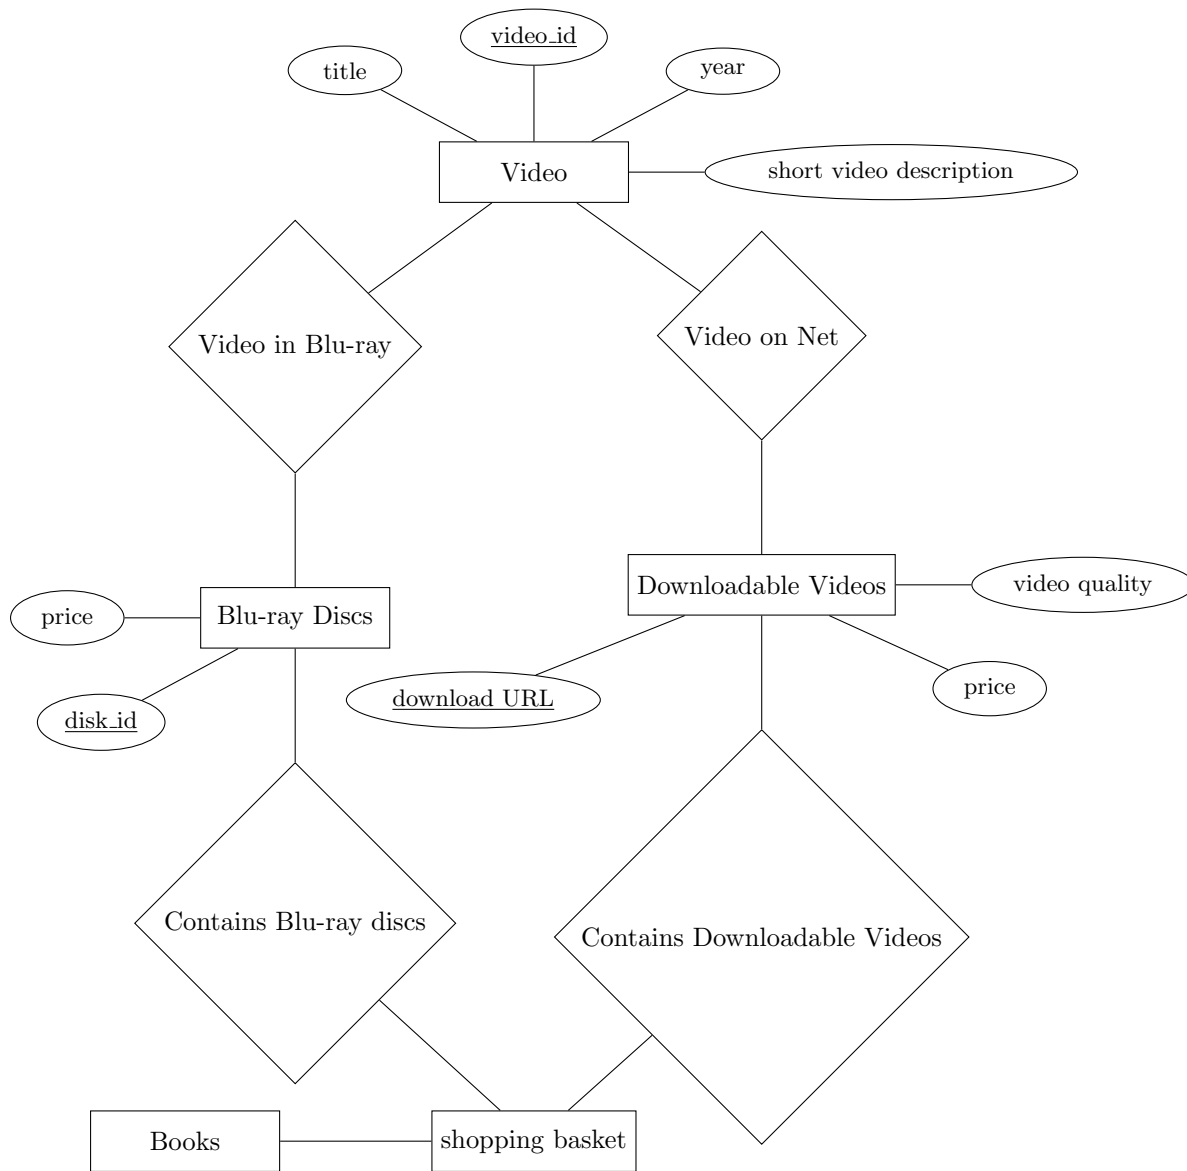 video_id
title
year
Video
short video description
Video in Blu-ray
Video on Net
Downloadable Videos
video quality
price
Blu-ray Discs
download URL
price
disk_id
Contains Blu-ray discs
Contains Downloadable Videos
Books
shopping basket